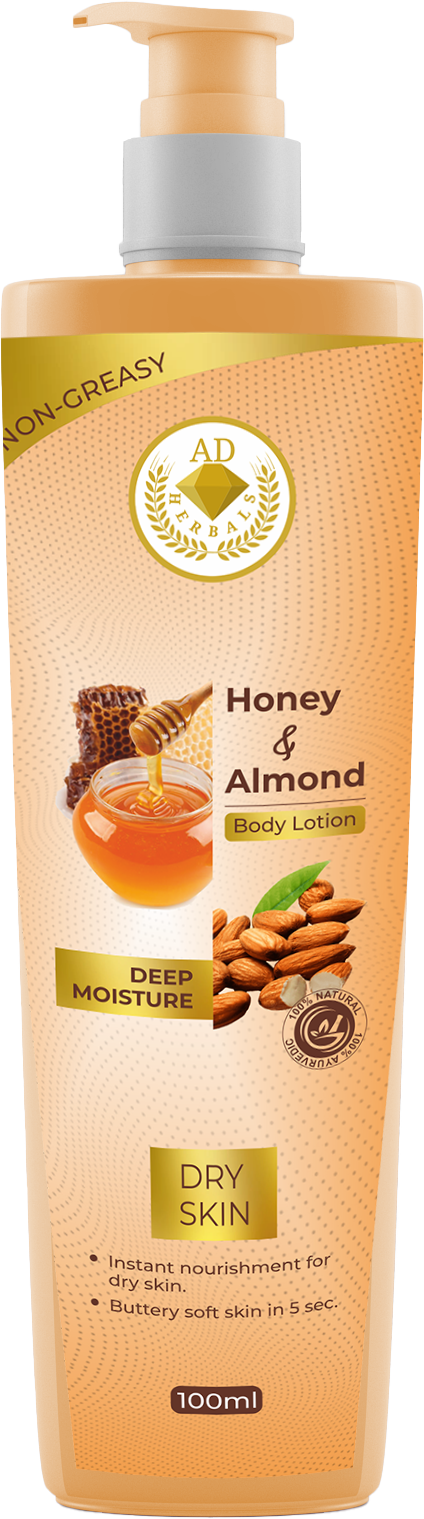 NON-GREASY
AD
HERBALS
Honey
&
Almond
Body Lotion
DEEP
MOISTURE
100% NATURAL
100% AYURVEDIC
DRY
SKIN
• Instant nourishment for
dry skin.
• Buttery soft skin in 5 sec.
100ml